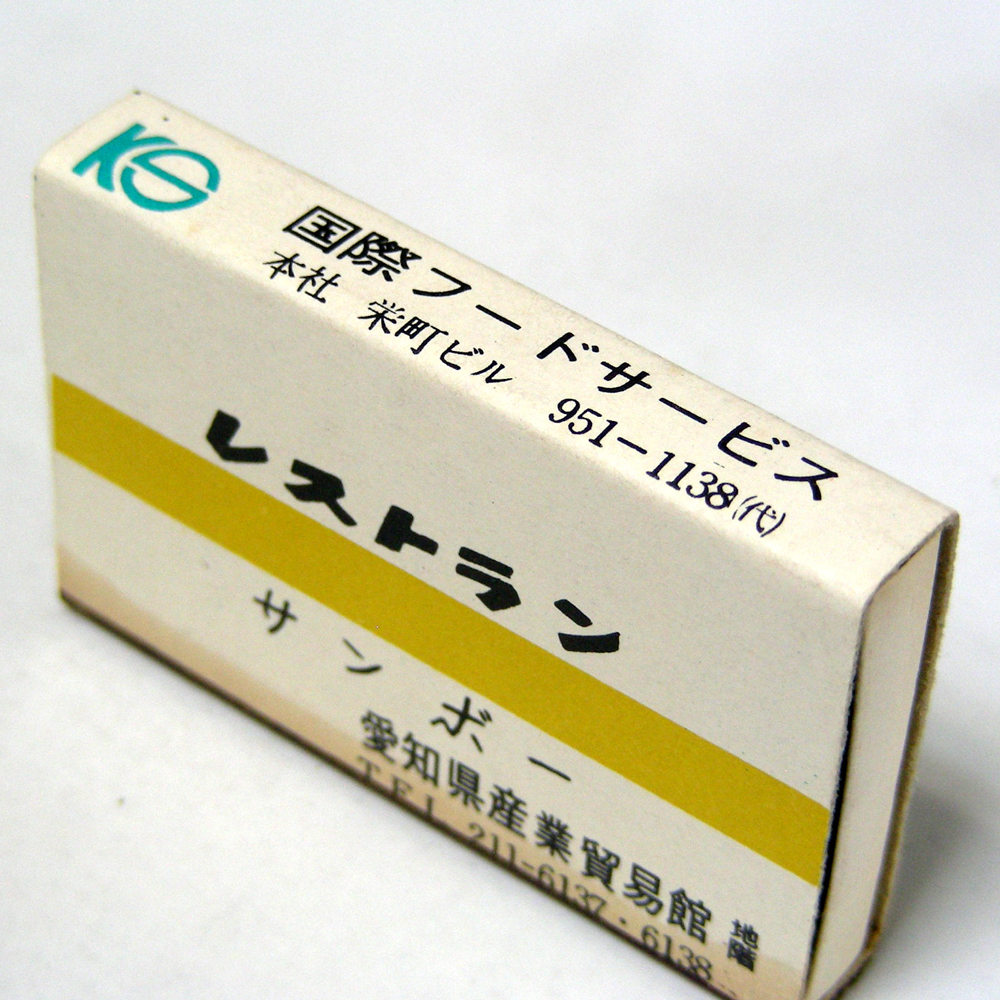 KS
国際フードサービス
本社 栄町ビル 951-1138(代)
レストラン
サンボー
愛知県産業貿易館 地階
TEL 211-6137・6138